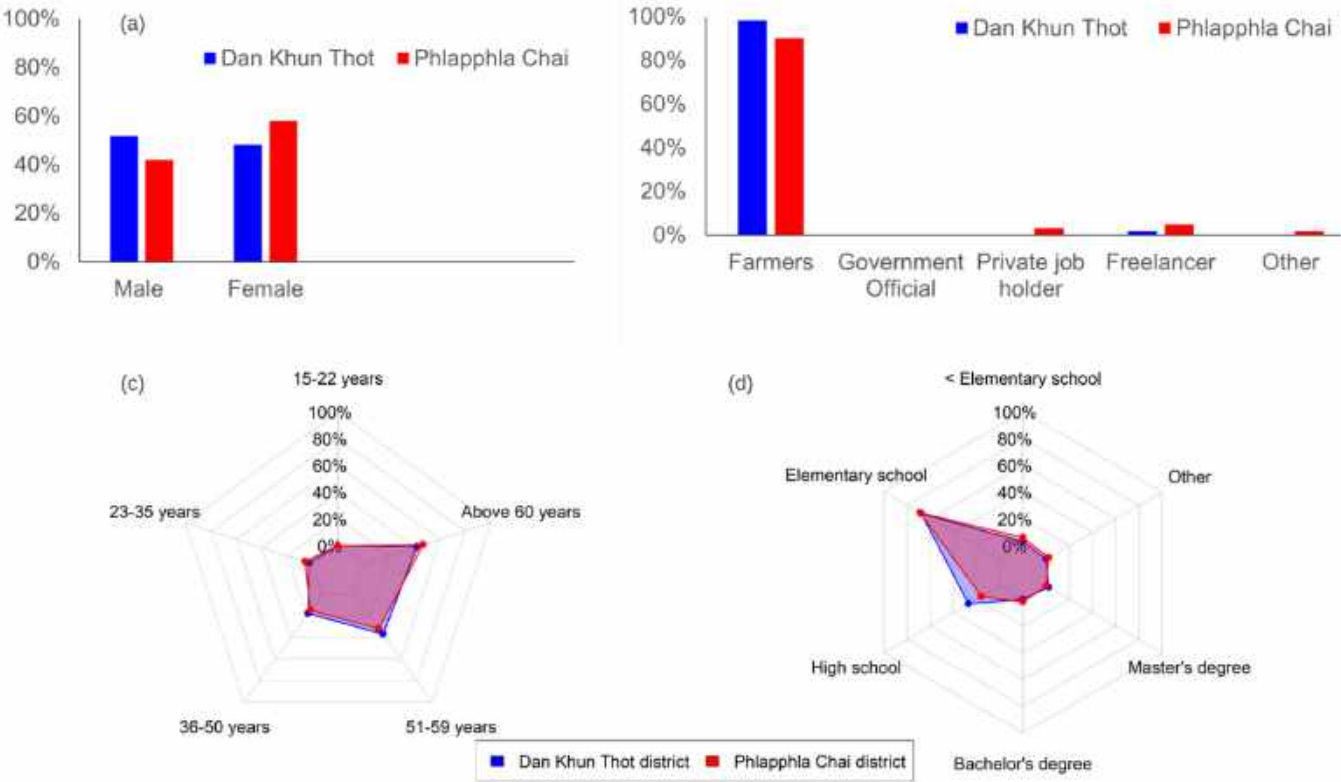 (a)
100%
80%
60%
40%
20%
0%
Dan Khun Thot Phlapphla Chai
Male Female
100%
80%
60%
40%
20%
0%
Dan Khun Thot Phlapphla Chai
Farmers Government Private job Freelancer Other
Official holder
(c)
15-22 years
100%
80%
60%
40%
20%
0%
23-35 years
Above 60 years
36-50 years
51-59 years
(d)
< Elementary school
100%
80%
60%
40%
20%
0%
Elementary school
Other
High school
Master's degree
Bachelor's degree
Dan Khun Thot district Phlapphla Chai district